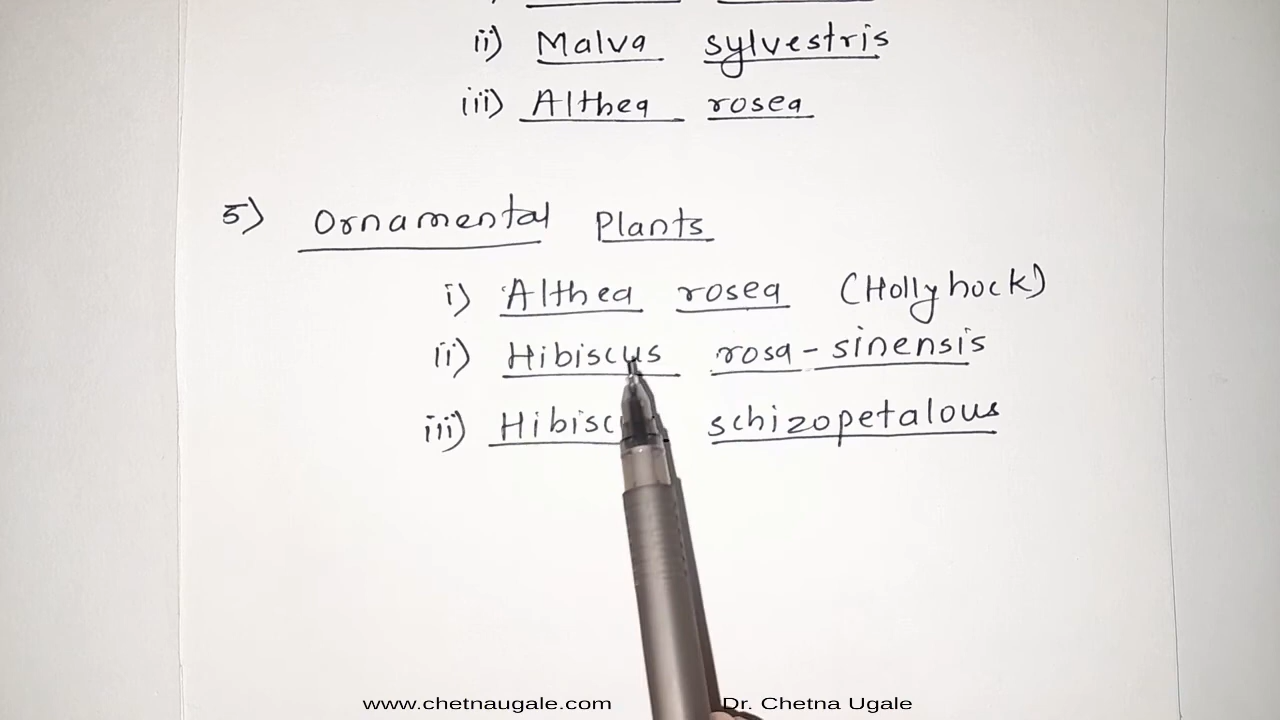 ii) Malva sylvestris
iii) Althea rosea
5) Ornamental Plants
i) Althea rosea (Hollyhock)
ii) Hibiscus rosa-sinensis
iii) Hibisc schizopetalous
www.chetnaugale.com Dr. Chetna Ugale